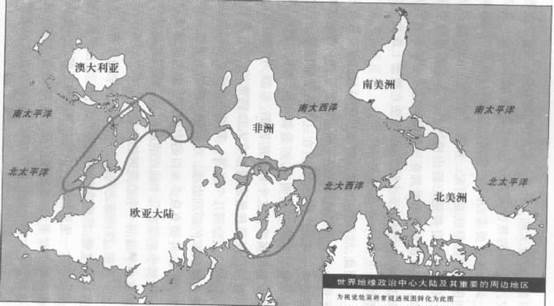 澳大利亚
南美洲
南太平洋
南大西洋
南太平洋
非洲
北太平洋
北大西洋
北太平洋
欧亚大陆
北美洲
世界地缘政治中心大陆及其重要的周边地区